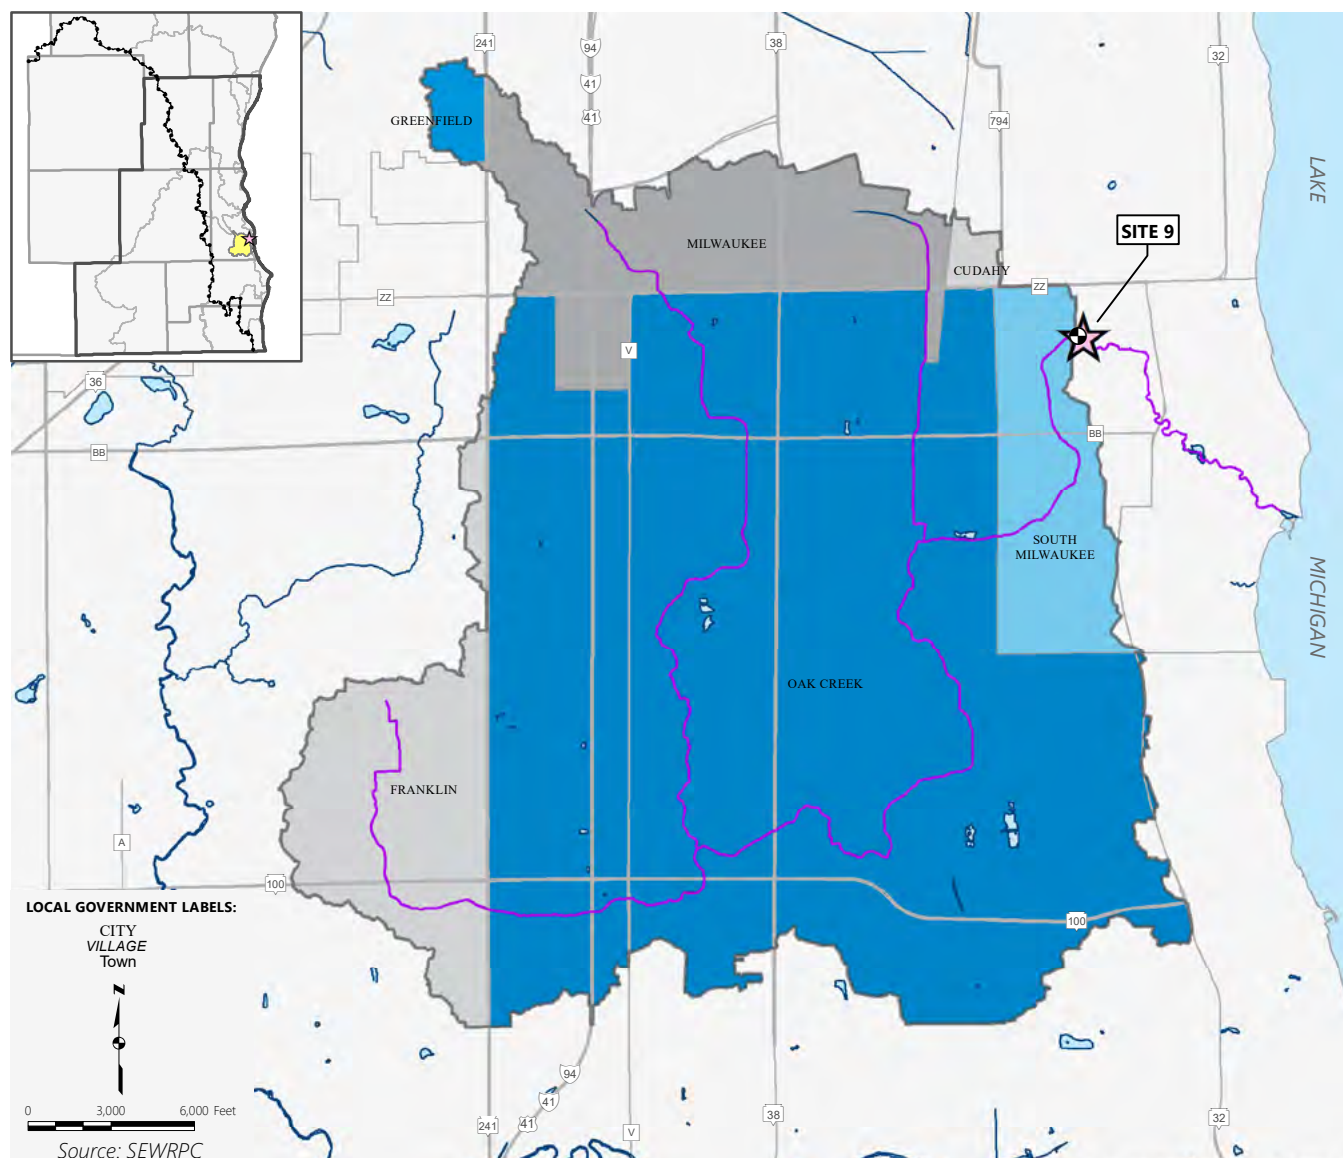 241
94
41
41
38
794
32
GREENFIELD
LAKE
SITE 9
MILWAUKEE
CUDAHY
ZZ
ZZ
V
36
BB
BB
SOUTH
MILWAUKEE
MICHIGAN
OAK CREEK
FRANKLIN
A
100
100
LOCAL GOVERNMENT LABELS:
CITY
VILLAGE
Town
N
0 3,000 6,000 Feet
Source: SEWRPC
94
41
41
241
V
38
32